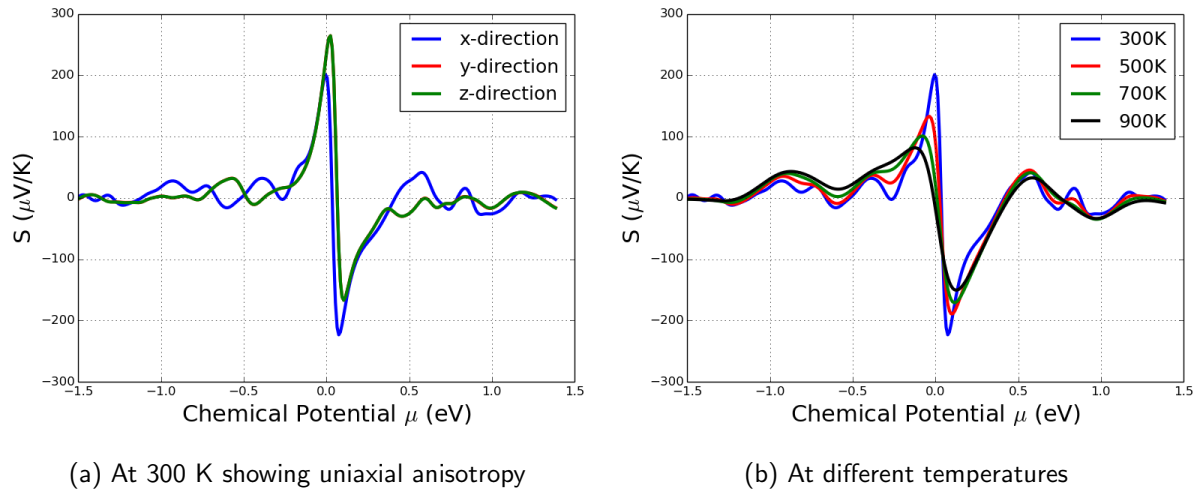 300
200
100
0
−100
−200
−300
S (μV/K)
x-direction
y-direction
z-direction
−1.5
−1.0
−0.5
0.0
0.5
1.0
1.5
Chemical Potential μ (eV)
(a) At 300 K showing uniaxial anisotropy
300
200
100
0
−100
−200
−300
S (μV/K)
300K
500K
700K
900K
−1.5
−1.0
−0.5
0.0
0.5
1.0
1.5
Chemical Potential μ (eV)
(b) At different temperatures